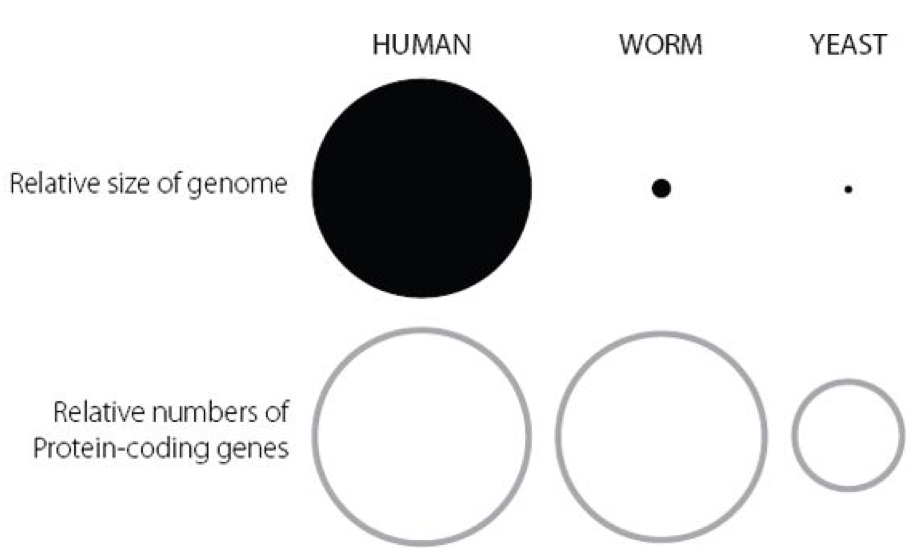 HUMAN WORM YEAST
Relative size of genome
Relative numbers of
Protein-coding genes